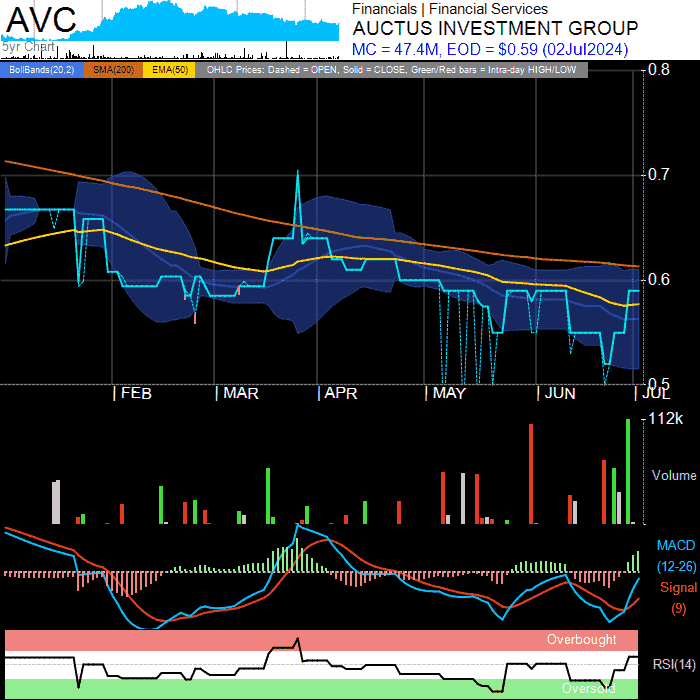 AVC
5yr Chart
Financials | Financial Services
AUCTUS INVESTMENT GROUP
MC = 47.4M, EOD = $0.59 (02Jul2024)
BollBands(20,2) SMA(200) EMA(50) OHLC Prices: Dashed = OPEN, Solid = CLOSE, Green/Red bars = Intra-day HIGH/LOW
0.8
0.7
0.6
0.5
FEB MAR APR MAY JUN JUL
112k
Volume
MACD
(12-26)
Signal
(9)
Overbought
RSI(14)
Oversold